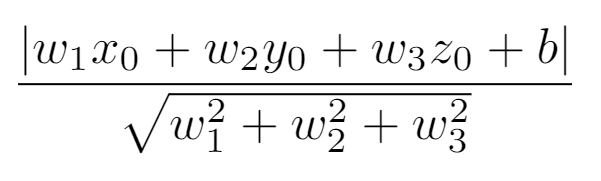 |w₁x₀ + w₂y₀ + w₃z₀ + b|
√(w₁² + w₂² + w₃²)